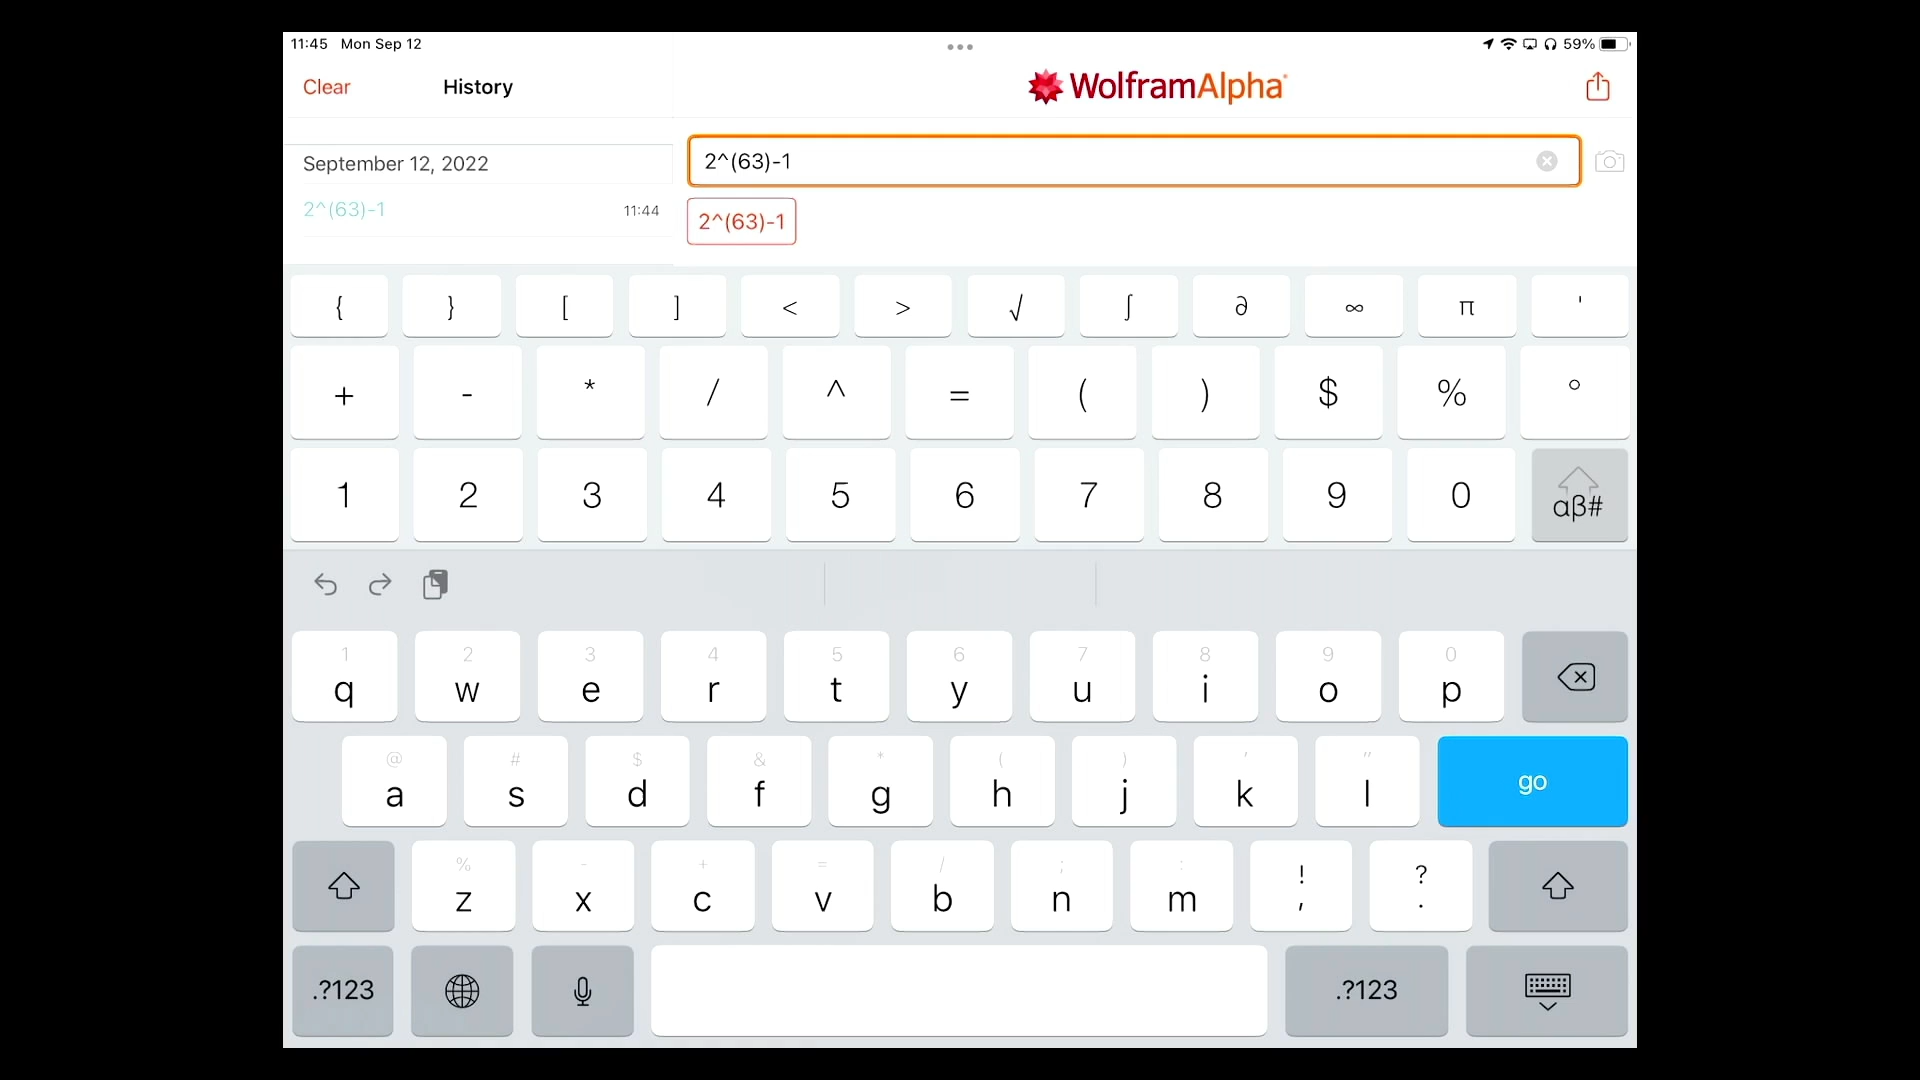 11:45 Mon Sep 12
59%
Clear
History
WolframAlpha
September 12, 2022
2^(63)-1
11:44
2^(63)-1
2^(63)-1
{ } [ ] < > √ ∫ ∂ ∞ π '
+ - * / ^ = ( ) $ % °
1 2 3 4 5 6 7 8 9 0 αβ#
1 2 3 4 5 6 7 8 9 0
q w e r t y u i o p
@ # $ & * ( ) ' "
a s d f g h j k l go
% - + = / ; : ! ?
z x c v b n m , .
.?123 .?123